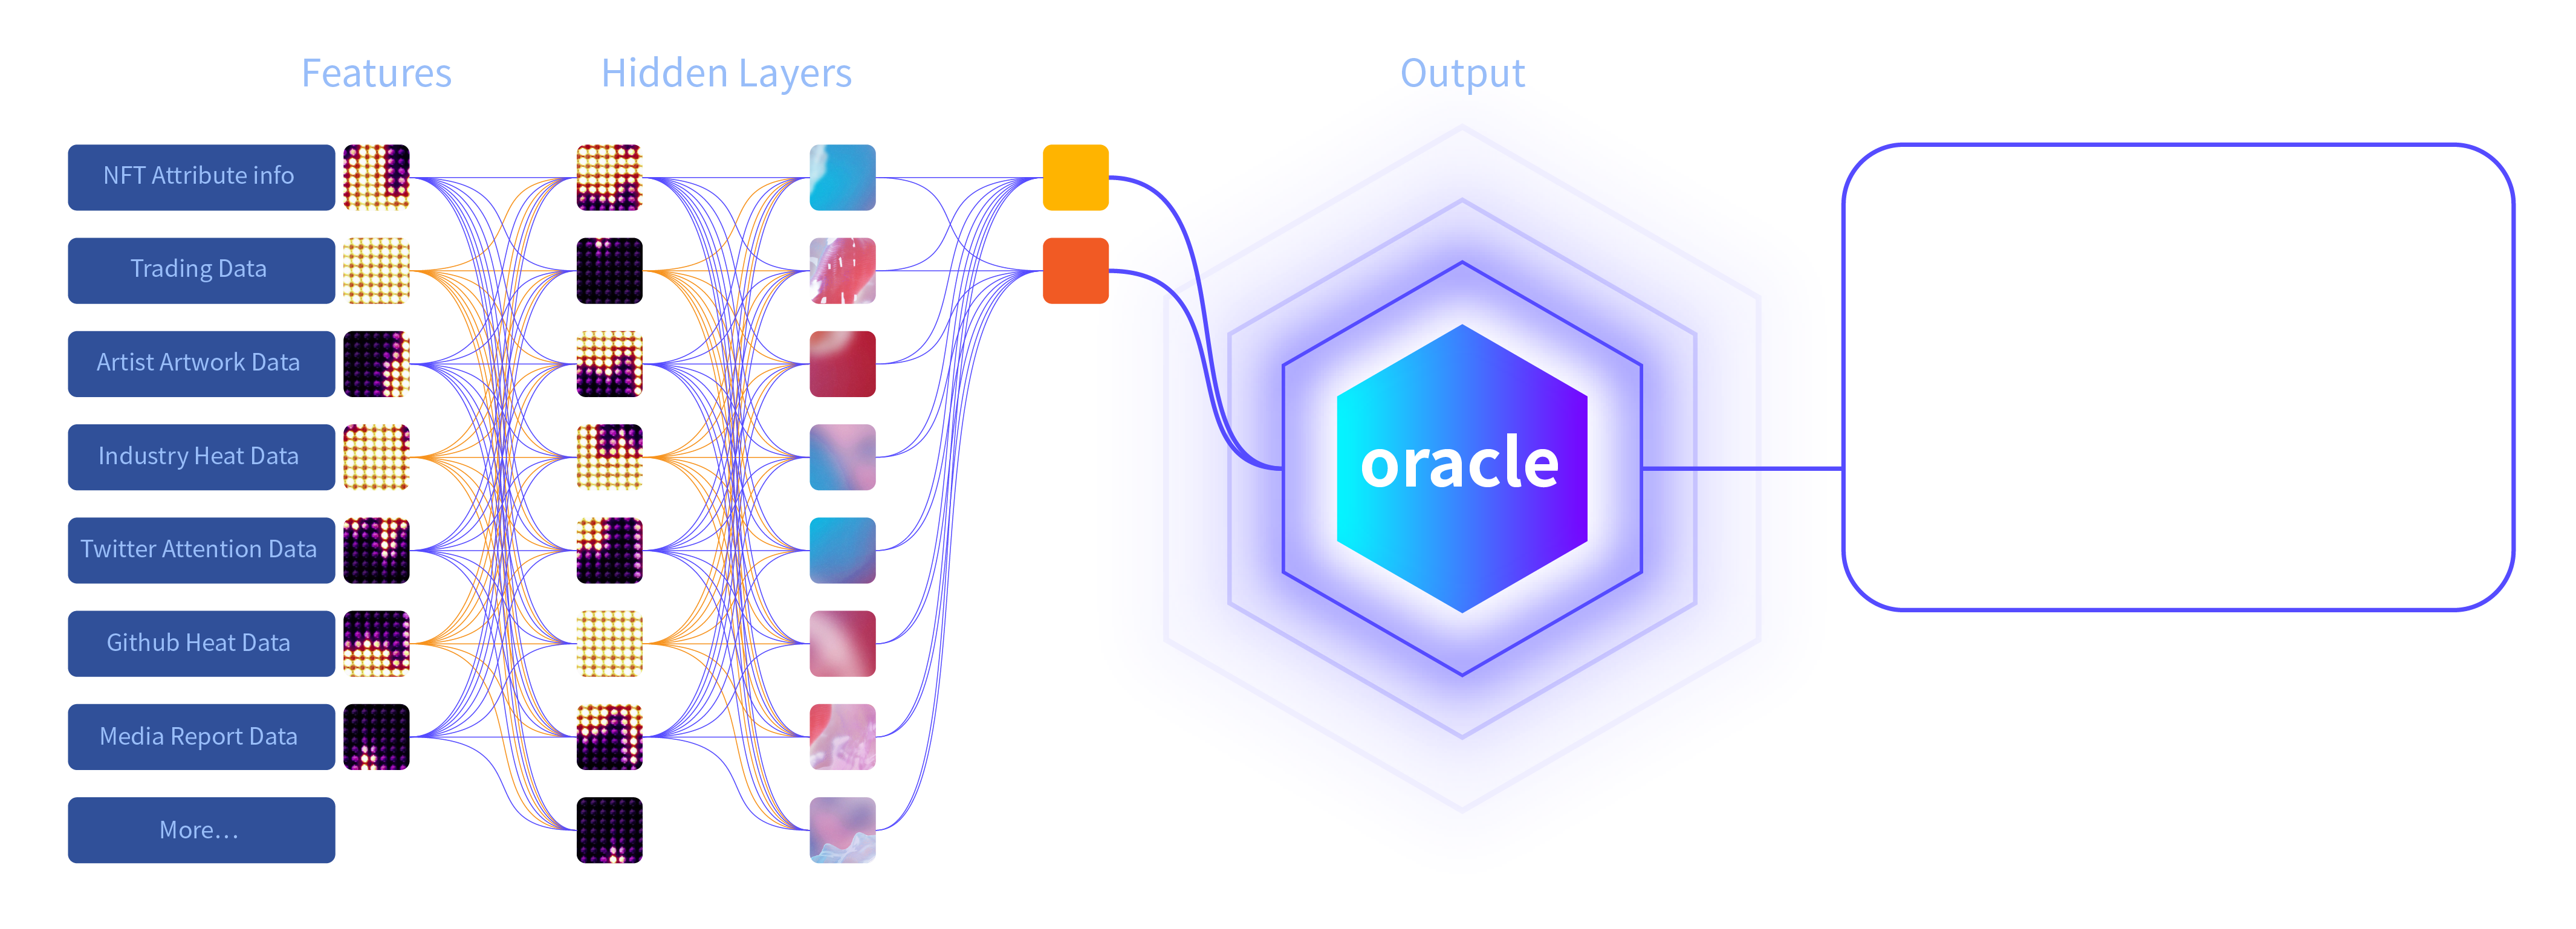 Features
Hidden Layers
Output
NFT Attribute info
Trading Data
Artist Artwork Data
Industry Heat Data
Twitter Attention Data
Github Heat Data
Media Report Data
More…
oracle